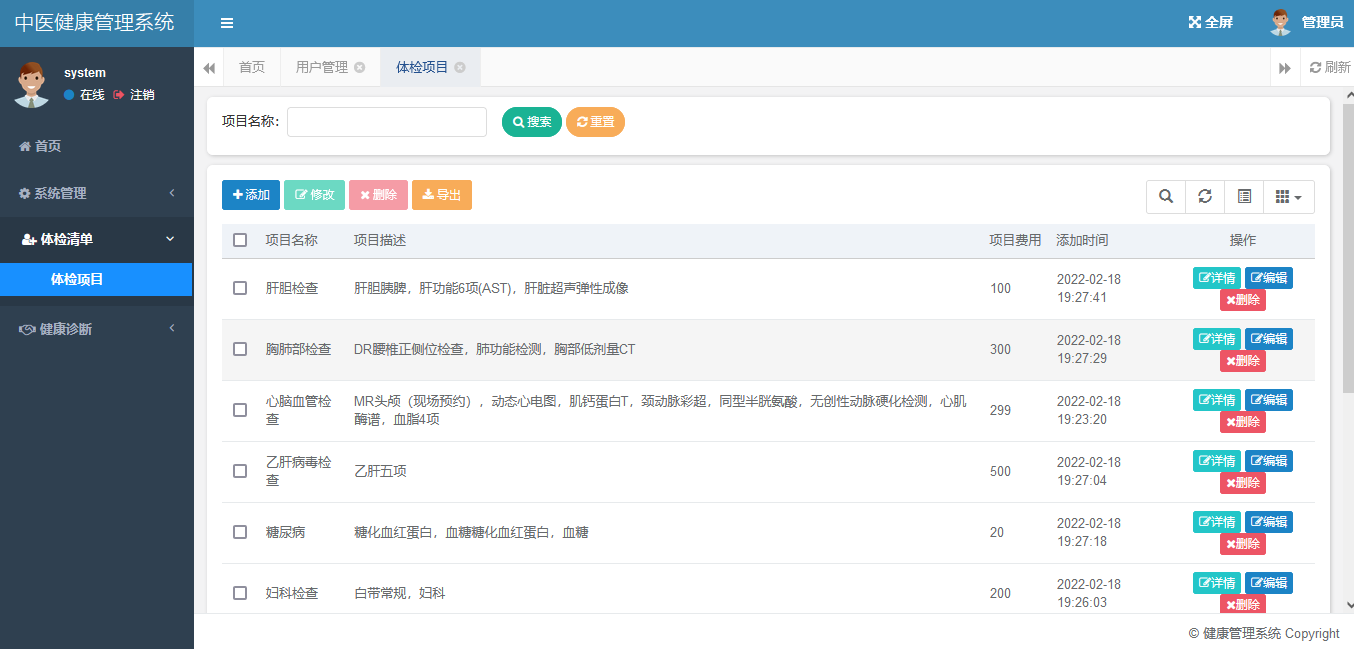 中医健康管理系统
全屏
管理员
system
在线
注销
首页
系统管理
体检清单
体检项目
健康诊断
首页
用户管理
体检项目
刷新
项目名称：
搜索
重置
添加
修改
删除
导出
项目名称 项目描述 项目费用 添加时间 操作
肝胆检查 肝胆胰脾，肝功能6项(AST)，肝脏超声弹性成像 100 2022-02-18 详情 编辑
19:27:41 删除
胸肺部检查 DR腰椎正侧位检查，肺功能检测，胸部低剂量CT 300 2022-02-18 详情 编辑
19:27:29 删除
心脑血管检 MR头颅（现场预约），动态心电图，肌钙蛋白T，颈动脉彩超，同型半胱氨酸，无创性动脉硬化检测，心肌 299 2022-02-18 详情 编辑
查 酶谱，血脂4项 19:23:20 删除
乙肝病毒检 乙肝五项 500 2022-02-18 详情 编辑
查 19:27:04 删除
糖尿病 糖化血红蛋白，血糖糖化血红蛋白，血糖 20 2022-02-18 详情 编辑
19:27:18 删除
妇科检查 白带常规，妇科 200 2022-02-18 详情 编辑
19:26:03 删除
© 健康管理系统 Copyright